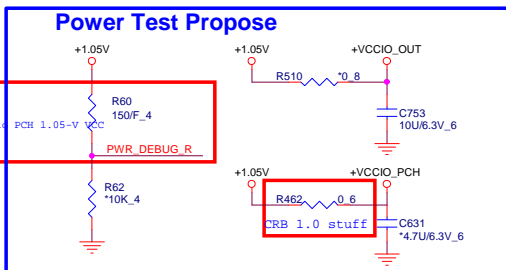 Power Test Propose
+1.05V
+1.05V
+VCCIO_OUT
R60
150/F_4
R510
*0_8
C753
10U/6.3V_6
PCH 1.05-V VCC
PWR_DEBUG_R
R62
*10K_4
+1.05V
+VCCIO_PCH
R462
0_6
CRB 1.0 stuff
C631
*4.7U/6.3V_6